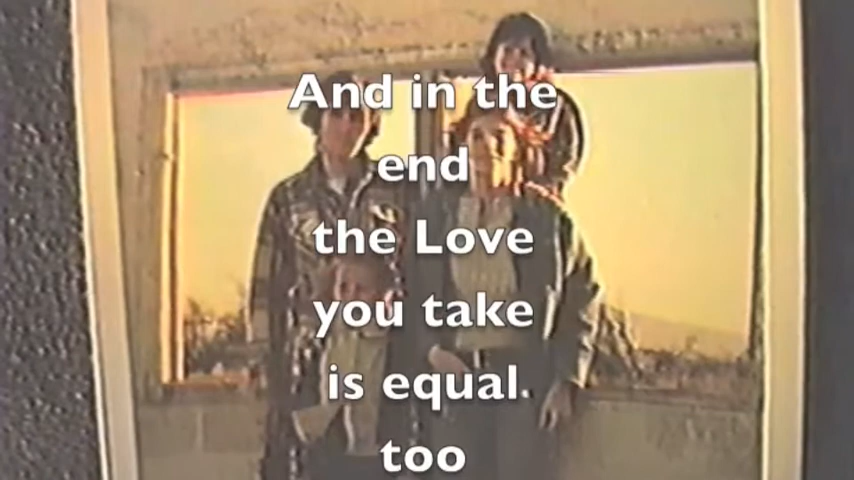 And in the
end
the Love
you take
is equal.
too